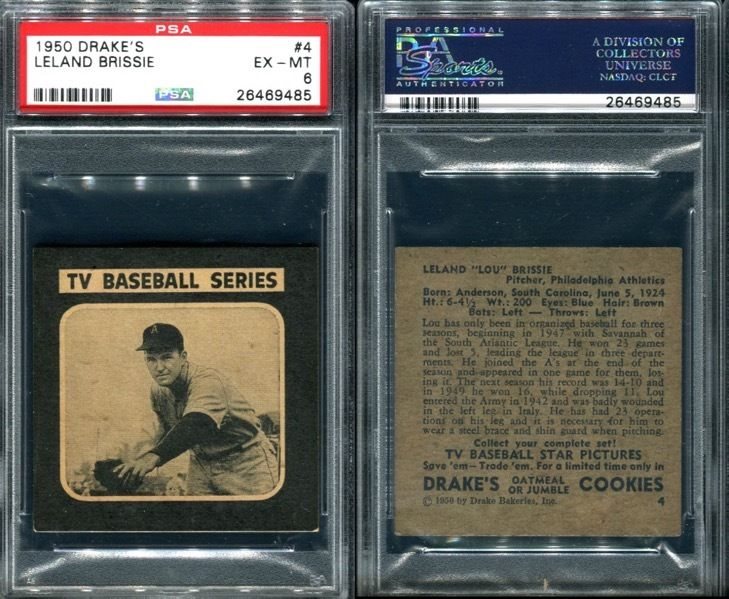 PSA
1950 DRAKE'S #4
LELAND BRISSIE EX - MT
6
PSA 26469485
TV BASEBALL SERIES
A
PROFESSIONAL
PSA
Sports
AUTHENTICATOR
A DIVISION OF
COLLECTORS
UNIVERSE
NASDAQ: CLCT
26469485
LELAND "LOU" BRISSIE
Pitcher, Philadelphia Athletics
Born: Anderson, South Carolina, June 5, 1924
Ht.: 6-4½ Wt.: 200 Eyes: Blue Hair: Brown
Bats: Left — Throws: Left
Lou has only been in organized baseball for three
seasons, beginning in 1947 with Savannah of
the South Atlantic League. He won 23 games
and lost 5, leading the league in three depart-
ments. He joined the A's at the end of the
season and appeared in one game for them, los-
ing it. The next season his record was 14-10 and
in 1949 he won 16, while dropping 11. Lou
entered the Army in 1942 and was badly wounded
in the left leg in Italy. He has had 23 opera-
tions on his leg and it is necessary for him to
wear a steel brace and shin guard when pitching.
Collect your complete set!
TV BASEBALL STAR PICTURES
Save 'em—Trade 'em. For a limited time only in
DRAKE'S OATMEAL OR JUMBLE COOKIES
© 1950 by Drake Bakeries, Inc. 4